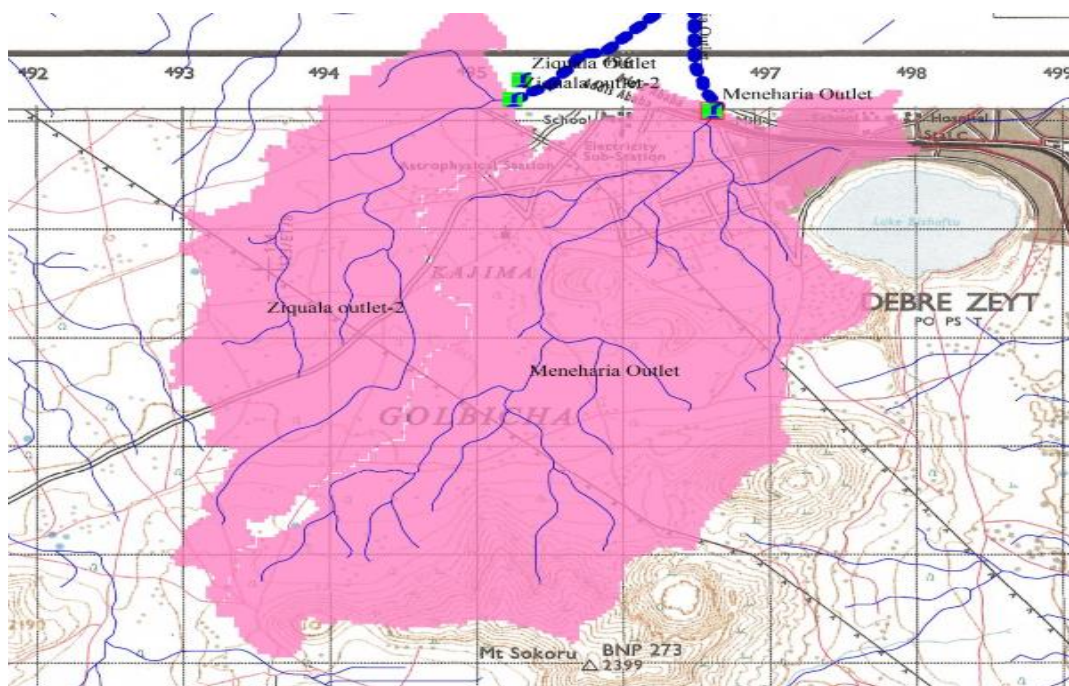 492
493
494
495
497
498
499
Ziquala Outlet
Ziquala outlet-2
Meneharia Outlet
School
Hospital
Electricity
Sub-Station
Astrophysical Station
Lake Bishoftu
KAJIMA
Ziquala outlet-2
DEBRE ZEYT
PO PS T
Meneharia Outlet
GOLBICHA
2190
Mt Sokoru
BNP 273
2399